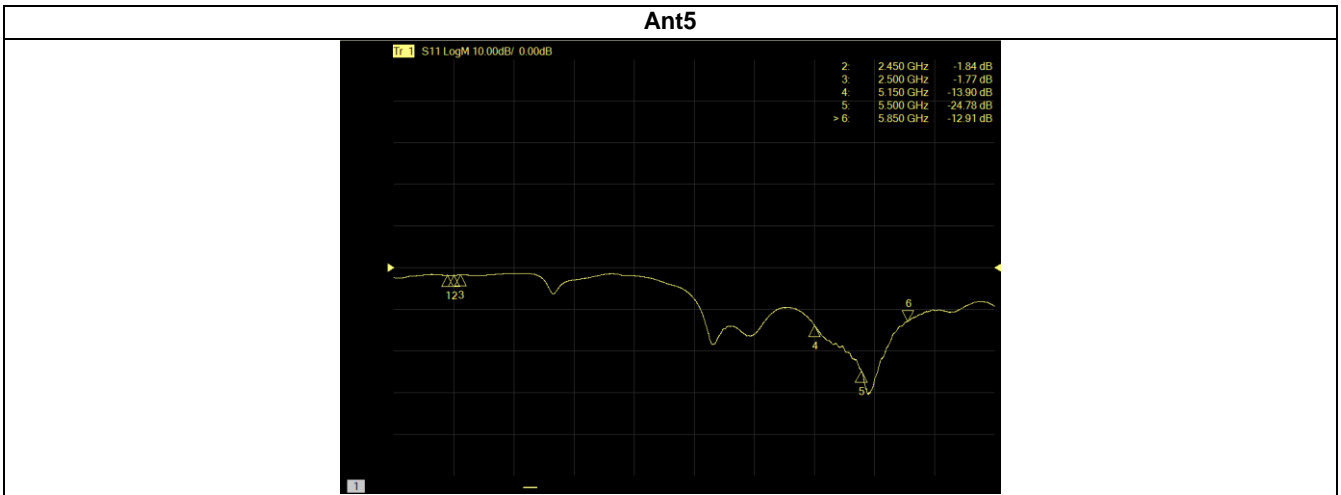 Ant5
Tr 1 S11 LogM 10.00dB/ 0.00dB
2: 2.450 GHz -1.84 dB
3: 2.500 GHz -1.77 dB
4: 5.150 GHz -13.90 dB
5: 5.500 GHz -24.78 dB
> 6: 5.850 GHz -12.91 dB
123
6
4
5
1